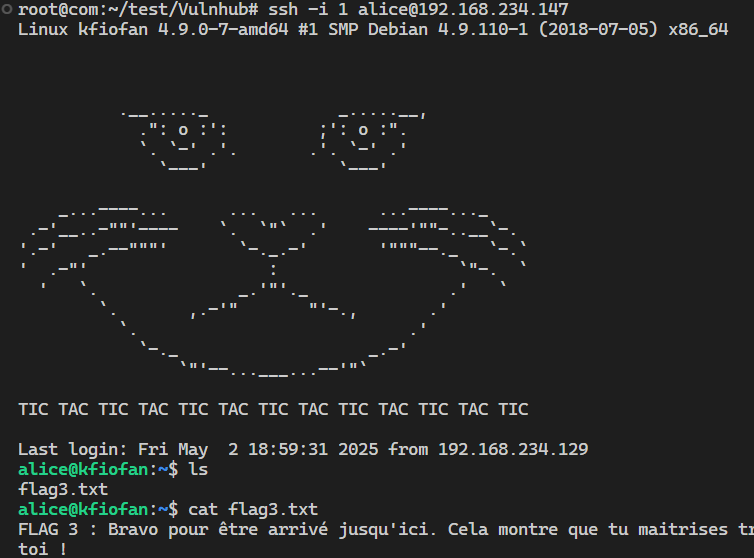 root@com:~/test/Vulnhub# ssh -i 1 alice@192.168.234.147
Linux kfiofan 4.9.0-7-amd64 #1 SMP Debian 4.9.110-1 (2018-07-05) x86_64
TIC TAC TIC TAC TIC TAC TIC TAC TIC TAC TIC TAC TIC
Last login: Fri May  2 18:59:31 2025 from 192.168.234.129
alice@kfiofan:~$ ls
flag3.txt
alice@kfiofan:~$ cat flag3.txt
FLAG 3 : Bravo pour être arrivé jusqu'ici. Cela montre que tu maitrises tr
toi !